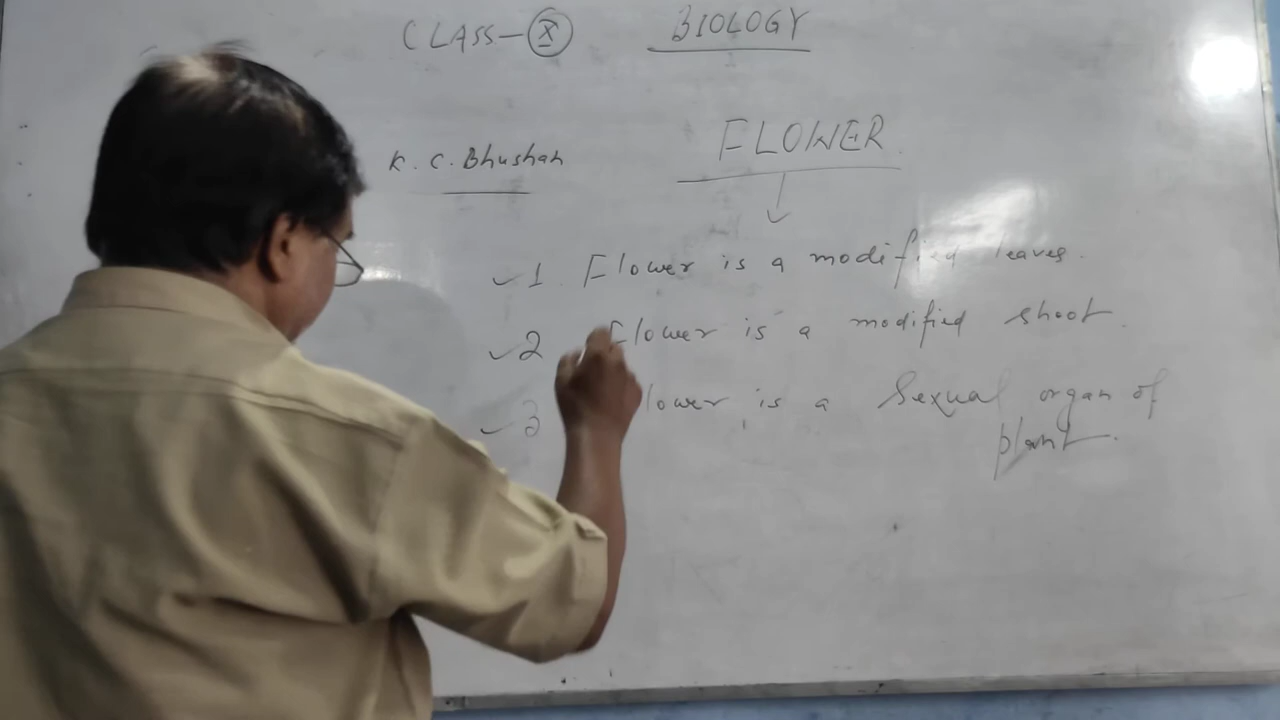 CLASS-X BIOLOGY
K. C. Bhushan
FLOWER
1. Flower is a modified leaves.
2 Flower is a modified shoot.
3 lower is a Sexual organ of
plant.